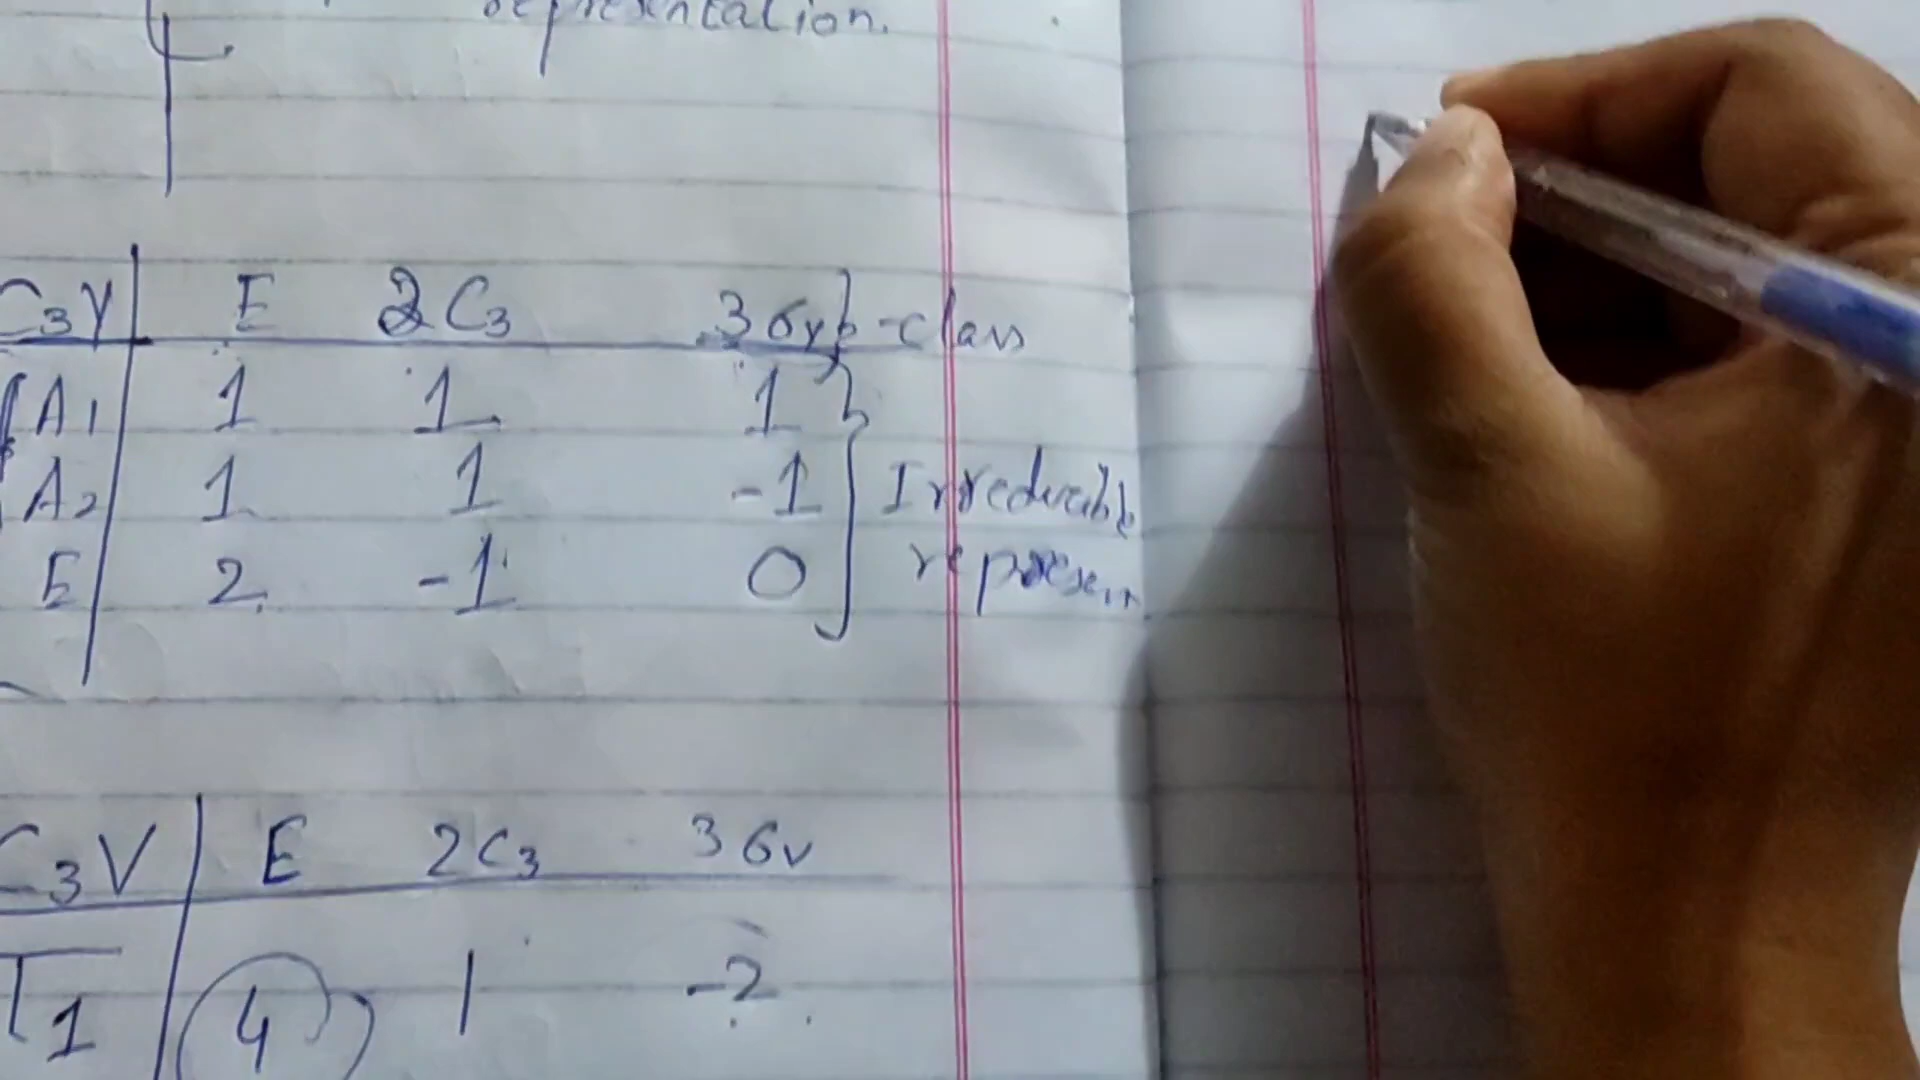 representation.
C3V E 2C3 3σv}-class
A1 1 1 1
A2 1 1 -1 Irreducible
E 2 -1 0 represen
C3V E 2C3 3σv
Γ1 4 1 -2